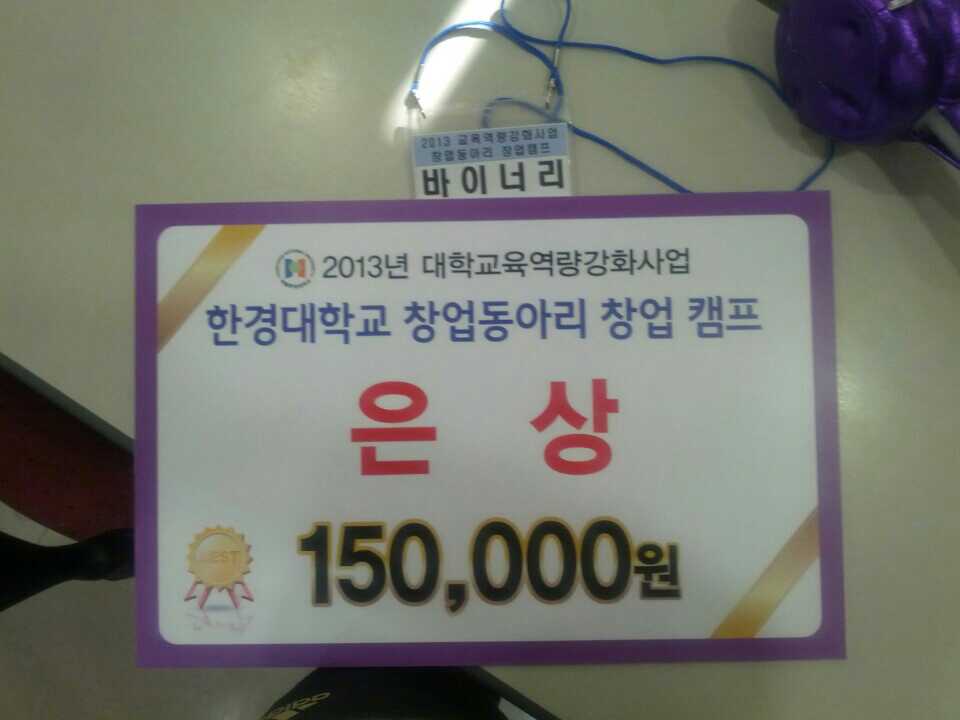 2013 교육역량강화사업
창업동아리 창업캠프
바이너리
2013년 대학교육역량강화사업
한경대학교 창업동아리 창업 캠프
은 상
BEST
150,000원